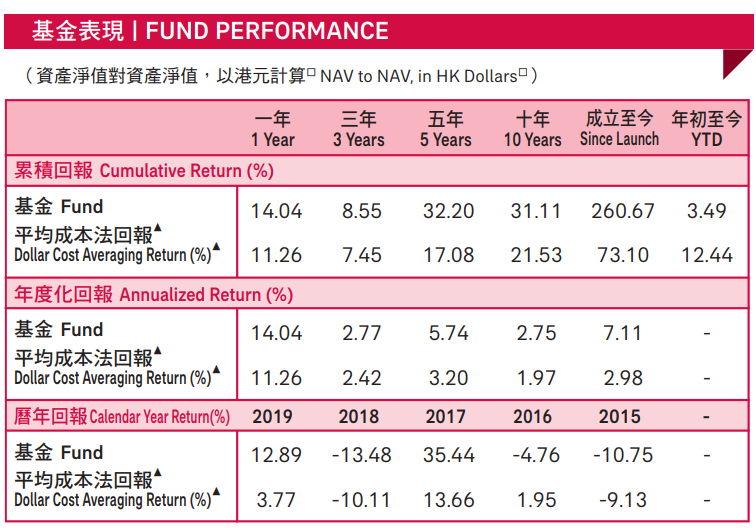 基金表現 | FUND PERFORMANCE
（資產淨值對資產淨值，以港元計算□ NAV to NAV, in HK Dollars□）
一年 三年 五年 十年 成立至今 年初至今
1 Year 3 Years 5 Years 10 Years Since Launch YTD
累積回報 Cumulative Return (%)
基金 Fund 14.04 8.55 32.20 31.11 260.67 3.49
平均成本法回報▲
Dollar Cost Averaging Return (%)▲ 11.26 7.45 17.08 21.53 73.10 12.44
年度化回報 Annualized Return (%)
基金 Fund 14.04 2.77 5.74 2.75 7.11 -
平均成本法回報▲
Dollar Cost Averaging Return (%)▲ 11.26 2.42 3.20 1.97 2.98 -
曆年回報 Calendar Year Return(%) 2019 2018 2017 2016 2015 -
基金 Fund 12.89 -13.48 35.44 -4.76 -10.75 -
平均成本法回報▲
Dollar Cost Averaging Return (%)▲ 3.77 -10.11 13.66 1.95 -9.13 -